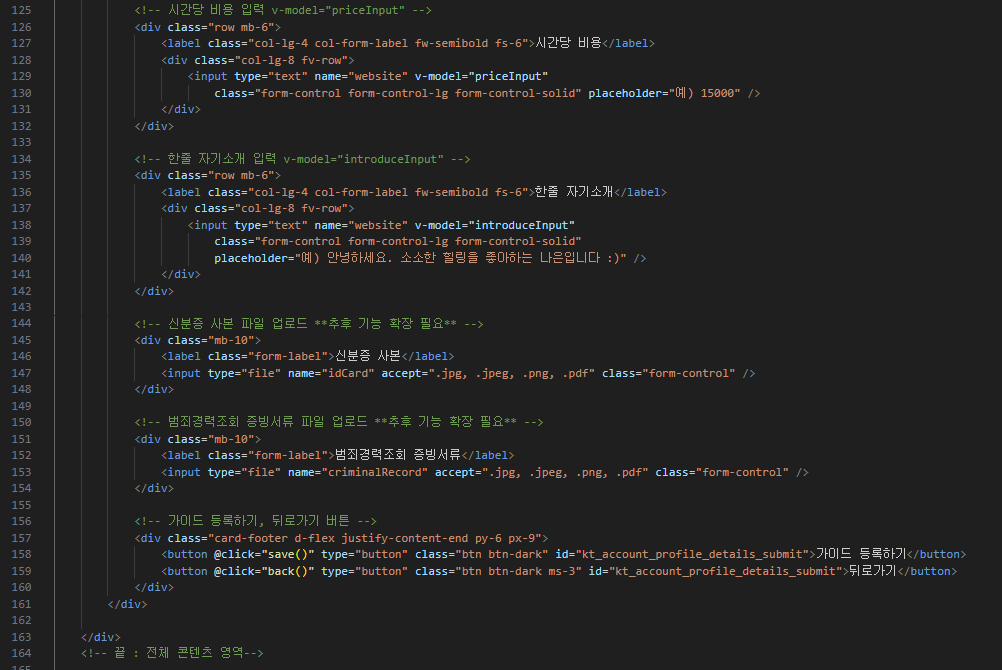 125 <!-- 시간당 비용 입력 v-model="priceInput" -->
126 <div class="row mb-6">
127 <label class="col-lg-4 col-form-label fw-semibold fs-6">시간당 비용</label>
128 <div class="col-lg-8 fv-row">
129 <input type="text" name="website" v-model="priceInput"
130 class="form-control form-control-lg form-control-solid" placeholder="예) 15000" />
131 </div>
132 </div>
133
134 <!-- 한줄 자기소개 입력 v-model="introduceInput" -->
135 <div class="row mb-6">
136 <label class="col-lg-4 col-form-label fw-semibold fs-6">한줄 자기소개</label>
137 <div class="col-lg-8 fv-row">
138 <input type="text" name="website" v-model="introduceInput"
139 class="form-control form-control-lg form-control-solid"
140 placeholder="예) 안녕하세요. 소소한 힐링을 좋아하는 나은입니다 :)" />
141 </div>
142 </div>
143
144 <!-- 신분증 사본 파일 업로드 **추후 기능 확장 필요** -->
145 <div class="mb-10">
146 <label class="form-label">신분증 사본</label>
147 <input type="file" name="idCard" accept=".jpg, .jpeg, .png, .pdf" class="form-control" />
148 </div>
149
150 <!-- 범죄경력조회 증빙서류 파일 업로드 **추후 기능 확장 필요** -->
151 <div class="mb-10">
152 <label class="form-label">범죄경력조회 증빙서류</label>
153 <input type="file" name="criminalRecord" accept=".jpg, .jpeg, .png, .pdf" class="form-control" />
154 </div>
155
156 <!-- 가이드 등록하기, 뒤로가기 버튼 -->
157 <div class="card-footer d-flex justify-content-end py-6 px-9">
158 <button @click="save()" type="button" class="btn btn-dark" id="kt_account_profile_details_submit">가이드 등록하기</button>
159 <button @click="back()" type="button" class="btn btn-dark ms-3" id="kt_account_profile_details_submit">뒤로가기</button>
160 </div>
161 </div>
162
163 </div>
164 <!-- 끝 : 전체 콘텐츠 영역-->
165